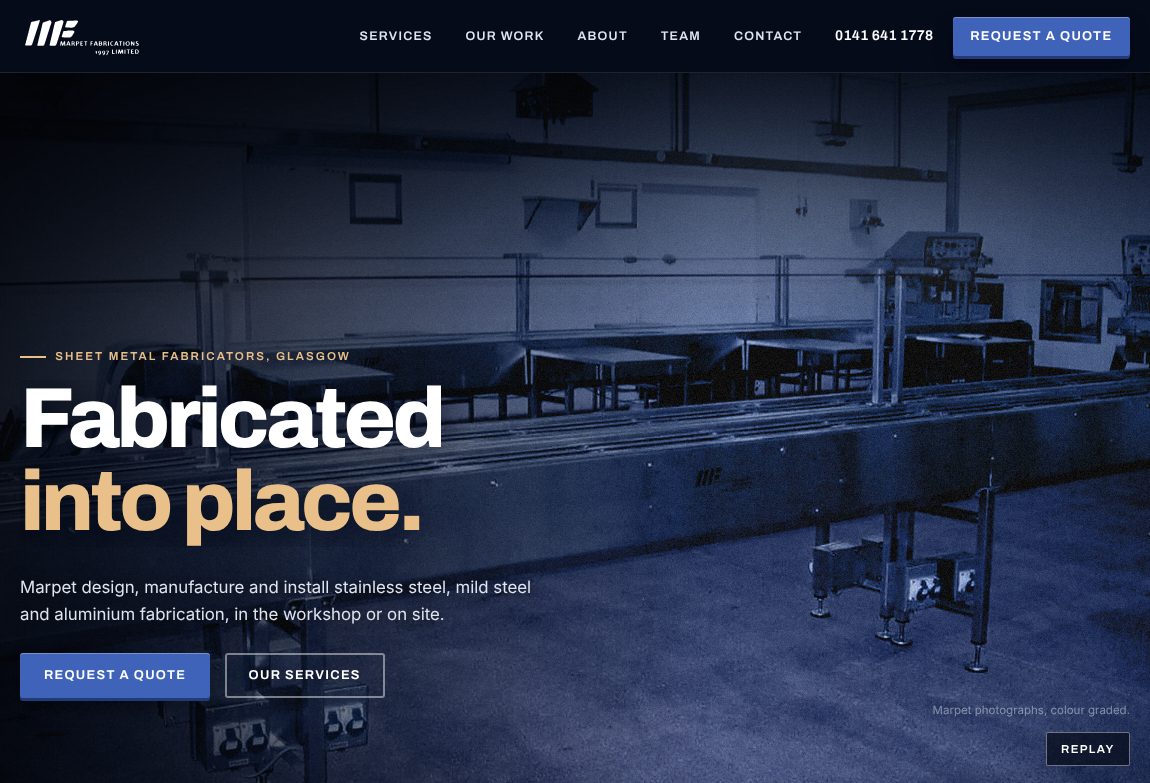 MF
MARPET FABRICATIONS
1997 LIMITED
SERVICES
OUR WORK
ABOUT
TEAM
CONTACT
0141 641 1778
REQUEST A QUOTE
SHEET METAL FABRICATORS, GLASGOW
Fabricated
into place.
MF
Marpet design, manufacture and install stainless steel, mild steel
and aluminium fabrication, in the workshop or on site.
REQUEST A QUOTE
OUR SERVICES
Marpet photographs, colour graded.
REPLAY